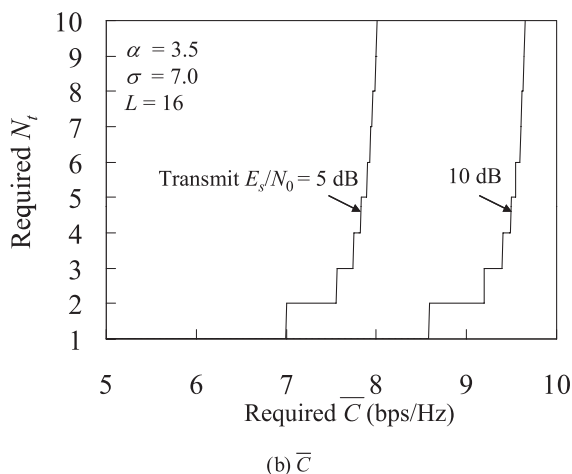 10
9
8
7
6
5
4
3
2
1
Required N_t
α = 3.5
σ = 7.0
L = 16
Transmit E_s/N_0 = 5 dB
10 dB
5 6 7 8 9 10
Required C̅ (bps/Hz)
(b) C̅